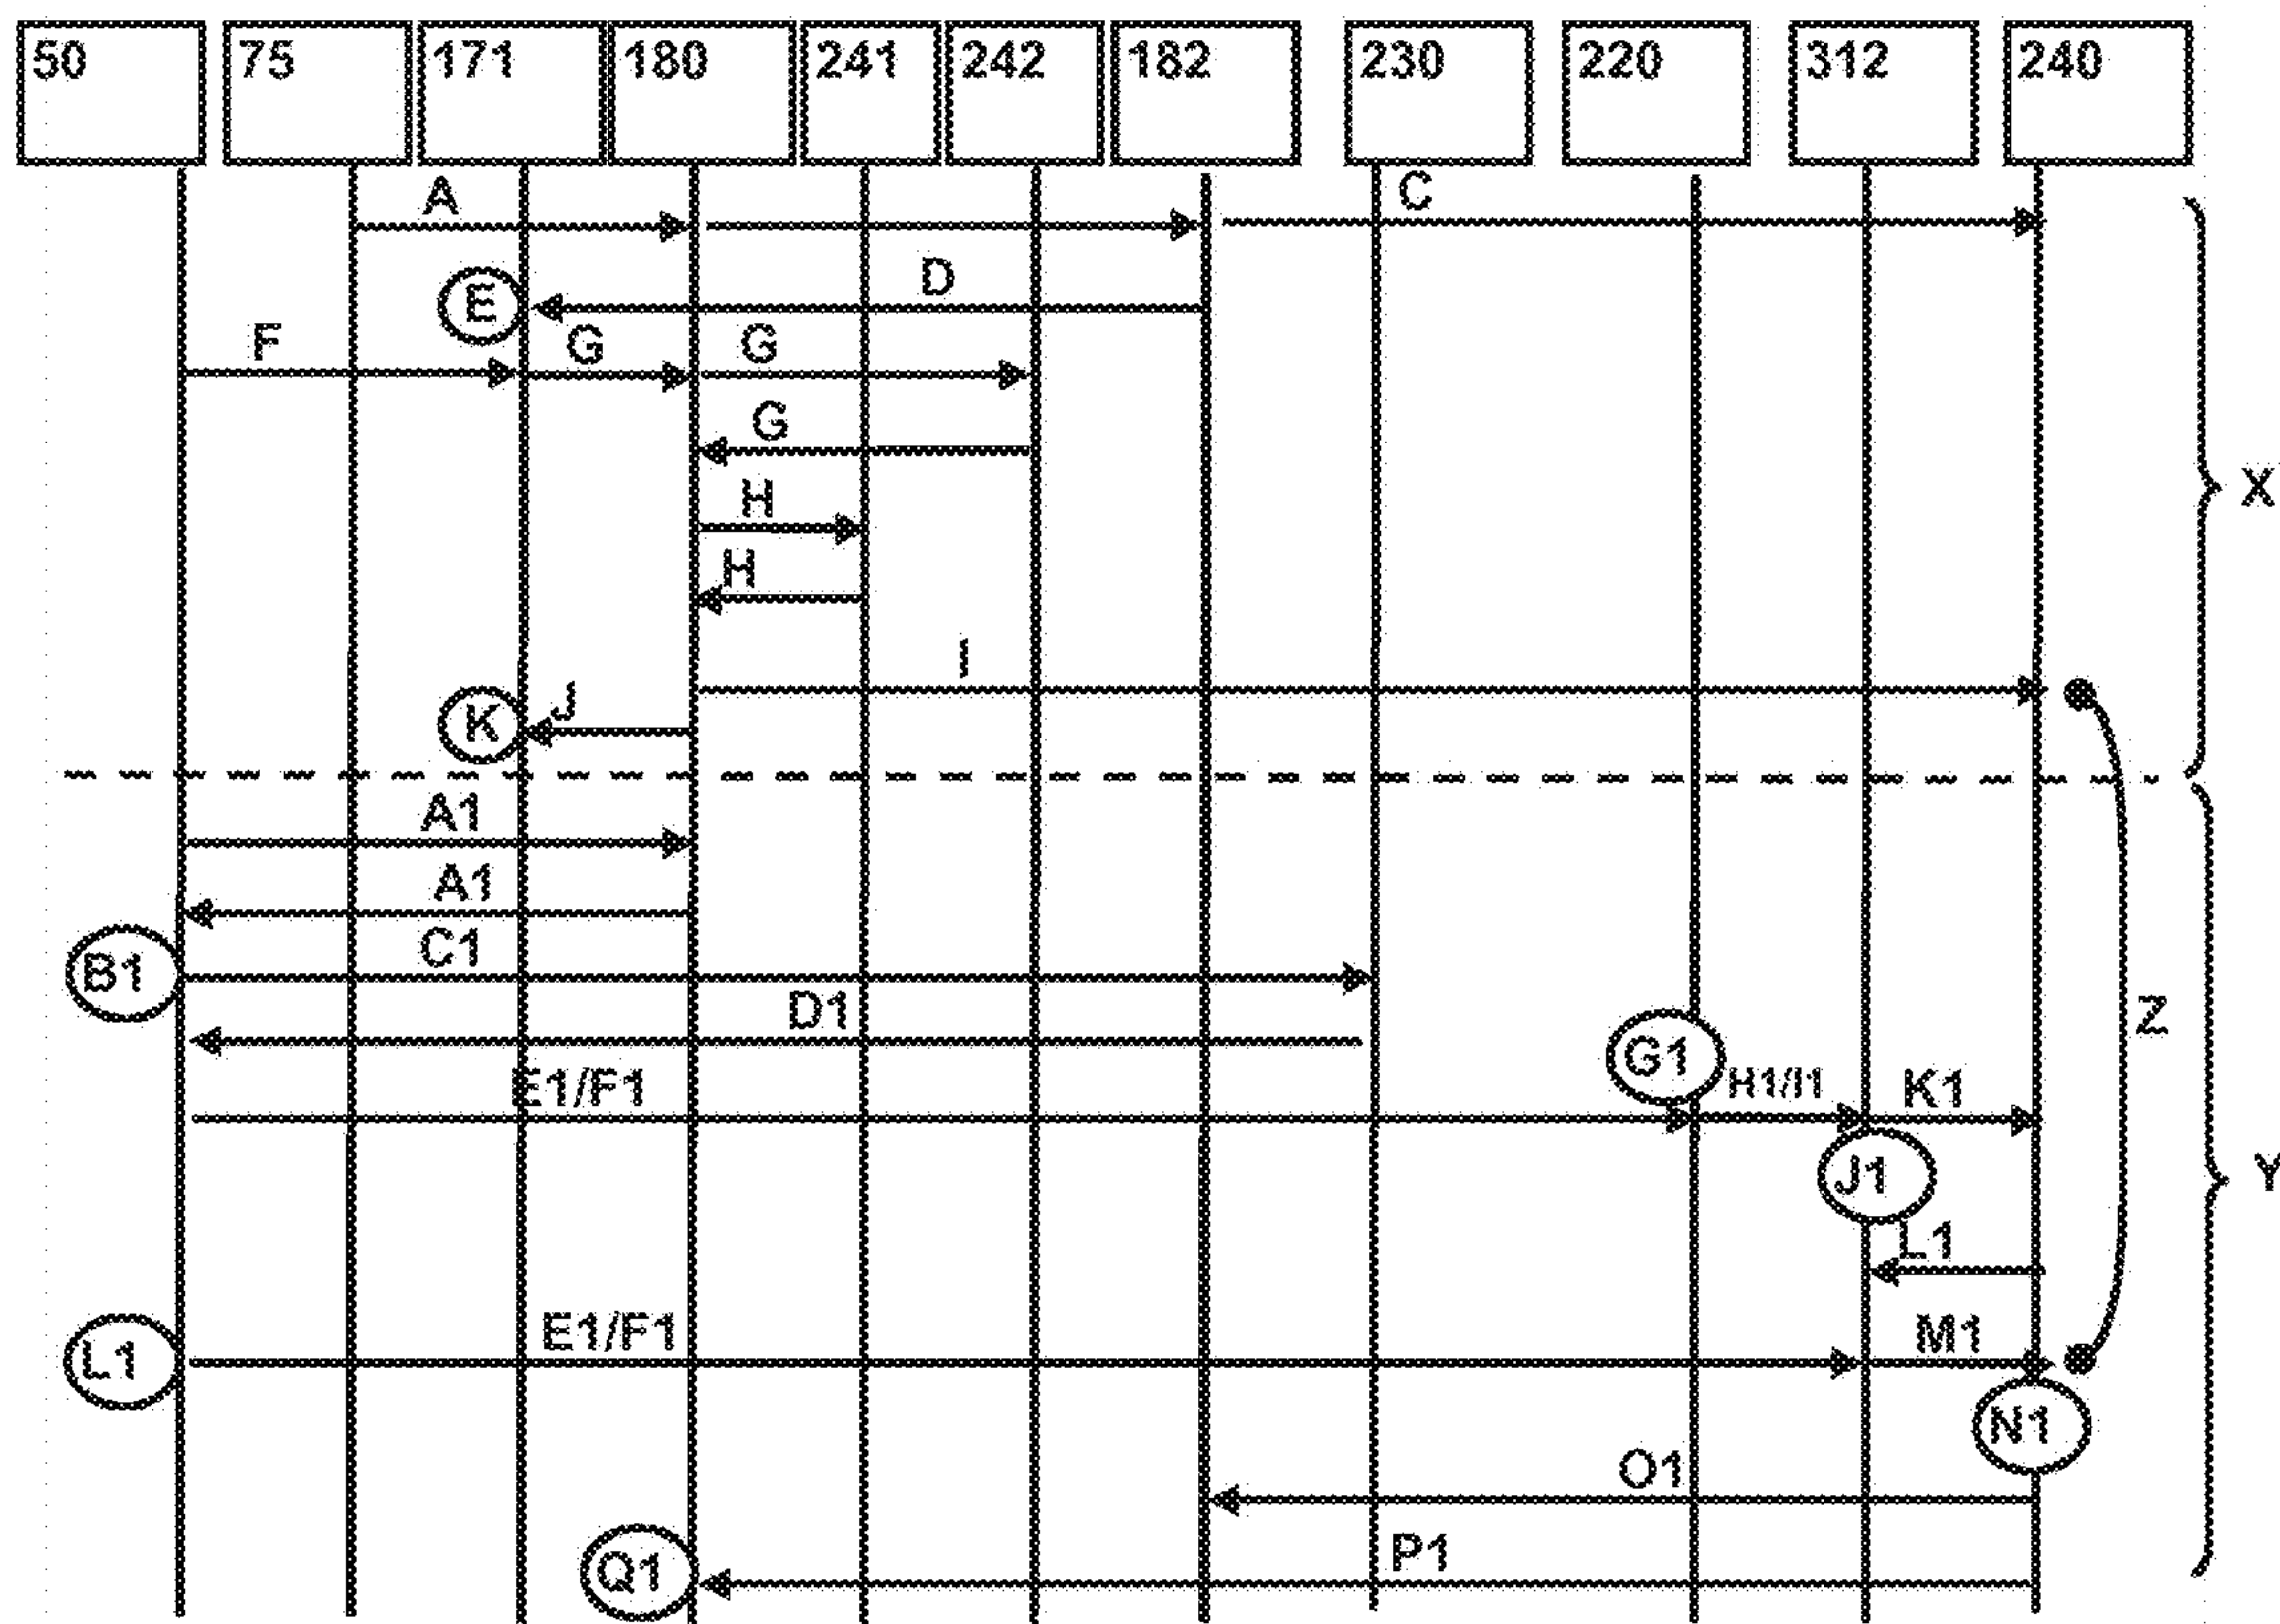 50 75 171 180 241 242 182 230 220 312 240
A C
E D
F G G
G
H
H
I
K J
X
A1
A1
B1 C1
D1
Z
G1
E1/F1 H1/I1 K1
J1
Y
L1
L1 E1/F1 M1
N1
O1
Q1 P1